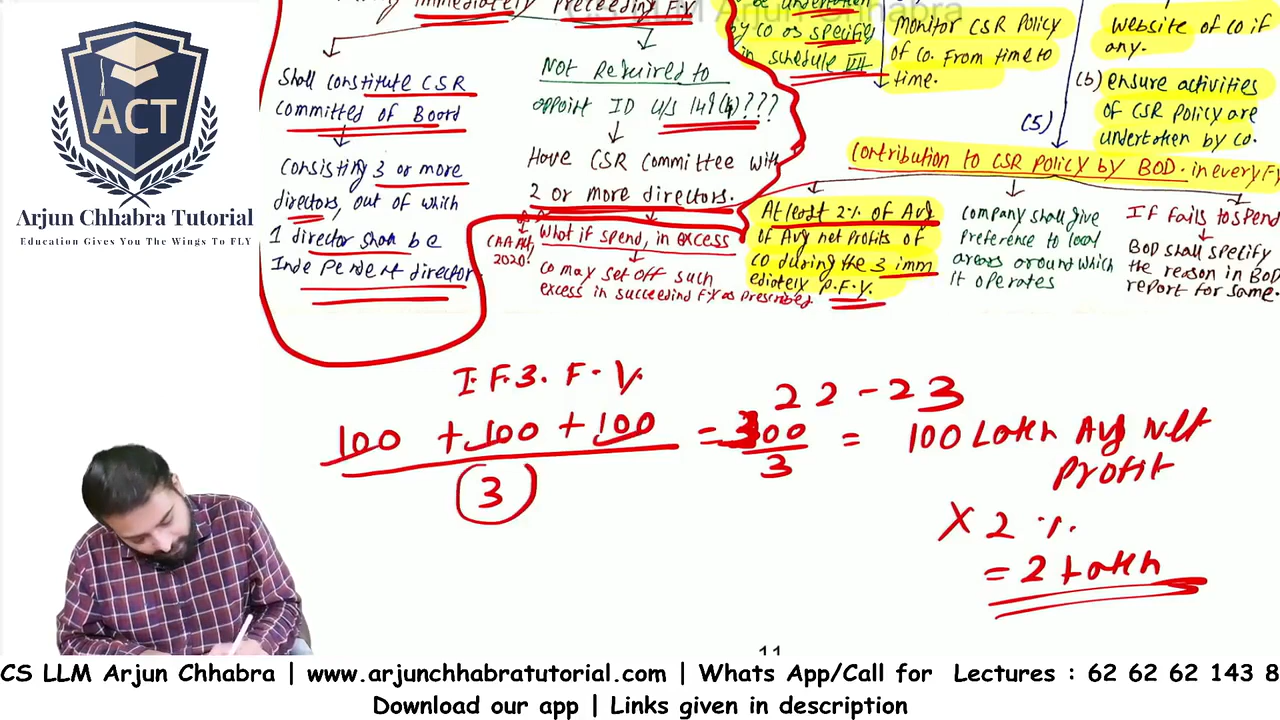 immediately preceeding F.Y
Shall constitute CSR
committed of Board
Consisting 3 or more
directors, out of which
1 director shall be
Independent director.
Not Required to
appoint ID u/s 149(4)???
Have CSR Committee with
2 or more directors.
CAA Act,
2020!
What if spend, in excess
Co may set off such
excess in succeedind F.Y as prescribed.
be undertaken
by Co as specify
in schedule VII
Arjun Chhabra
Monitor CSR Policy
of Co. From time to
time.
website of co if
any.
(b) ensure activities
of CSR Policy are
undertaken by Co.
(5)
Contribution to CSR Policy by BOD. in every FY
At least 2% of Avg
of Avg net Profits of
co during the 3 imm
ediately P.F.Y.
Company shall give
Preference to local
areas around which
it operates
IF Fails to spend
BOD shall specify
the reason in BOD
report for same.
ACT
Arjun Chhabra Tutorial
Education Gives You The Wings To FLY
I.F.3.F.Y.
22-23
100 + 100 + 100 = 300 = 100 Lakh Avg Net
3 3 Profit
X 2 %
= 2 Lakh
11
CS LLM Arjun Chhabra | www.arjunchhabratutorial.com | Whats App/Call for Lectures : 62 62 62 143 8
Download our app | Links given in description